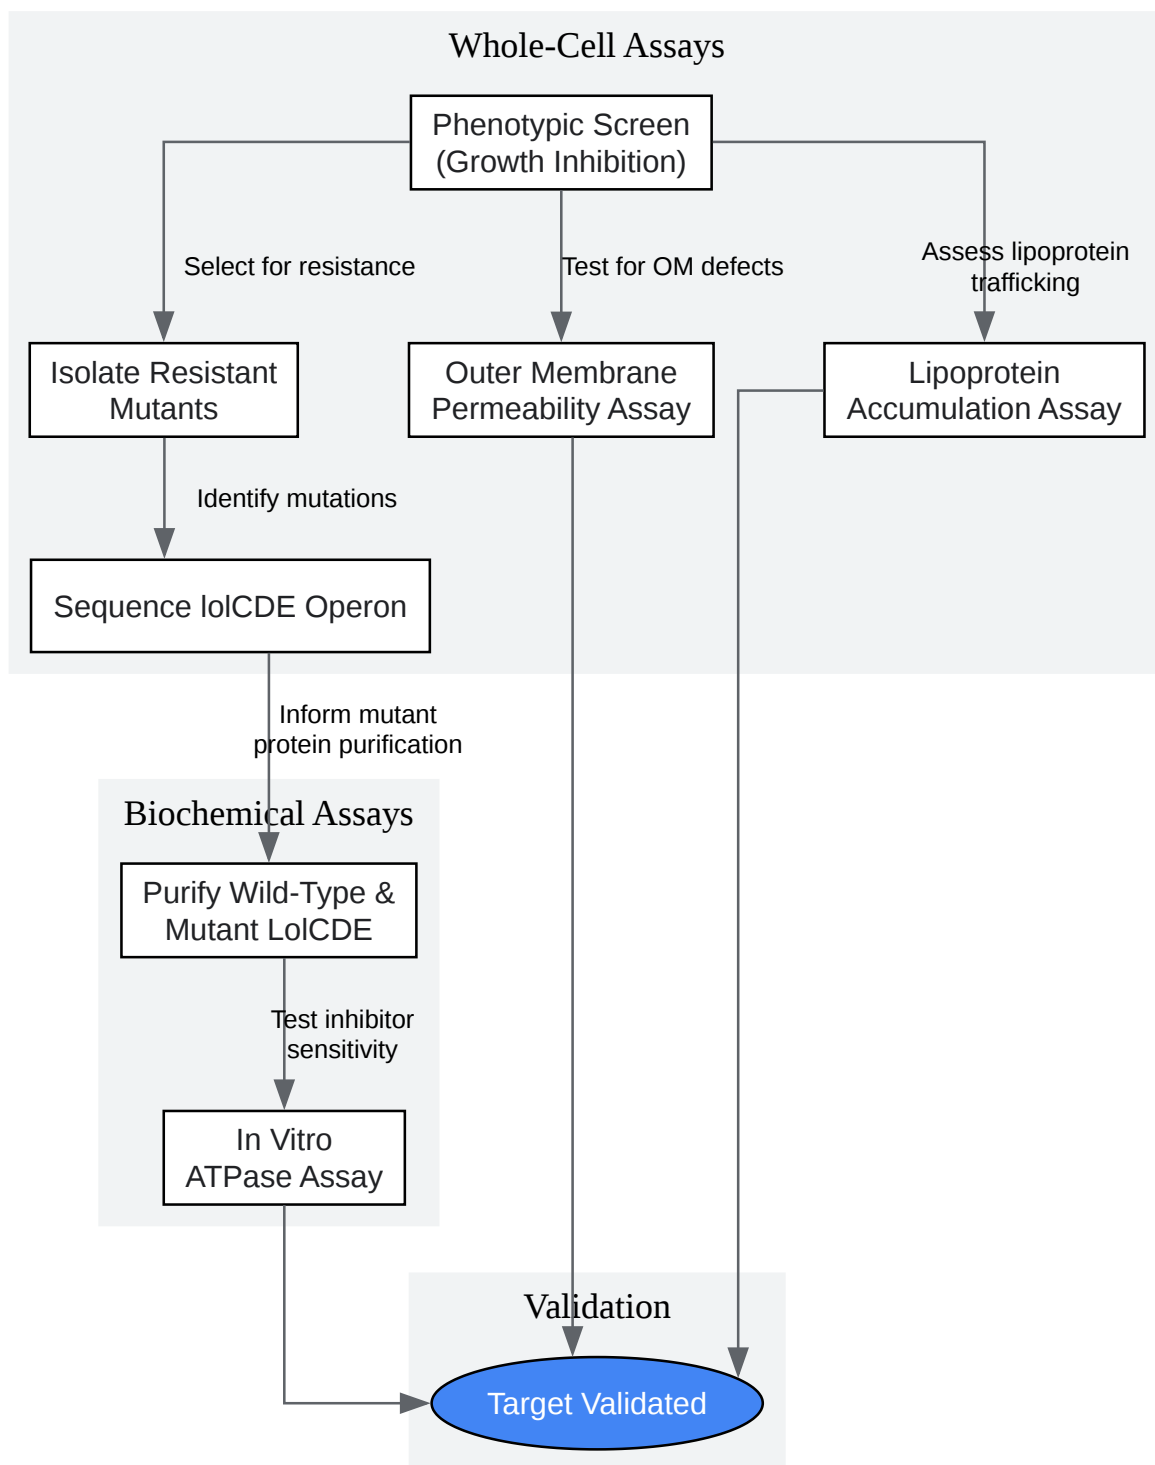 Whole-Cell Assays
Phenotypic Screen
(Growth Inhibition)
Select for resistance
Test for OM defects
Assess lipoprotein
trafficking
Isolate Resistant
Mutants
Outer Membrane
Permeability Assay
Lipoprotein
Accumulation Assay
Identify mutations
Sequence lolCDE Operon
Inform mutant
protein purification
Biochemical Assays
Purify Wild-Type &
Mutant LolCDE
Test inhibitor
sensitivity
In Vitro
ATPase Assay
Validation
Target Validated